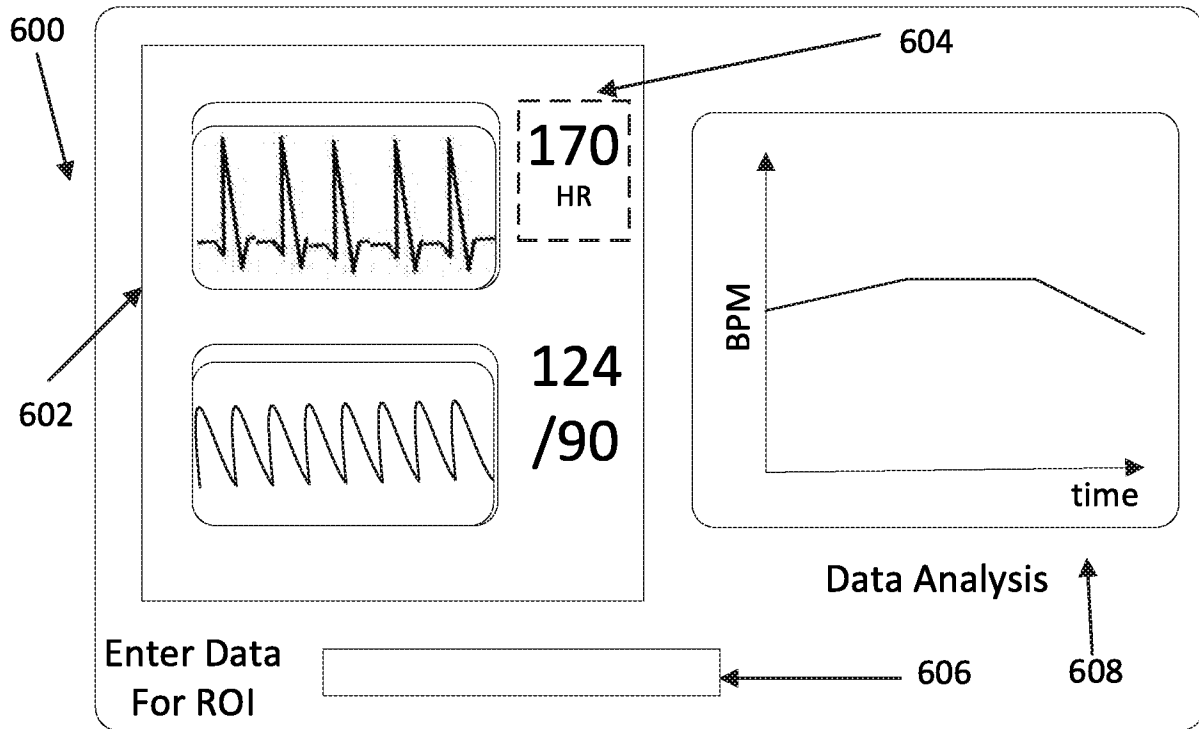 600
604
170
HR
BPM
602
124
/90
time
Data Analysis
Enter Data
For ROI
606
608